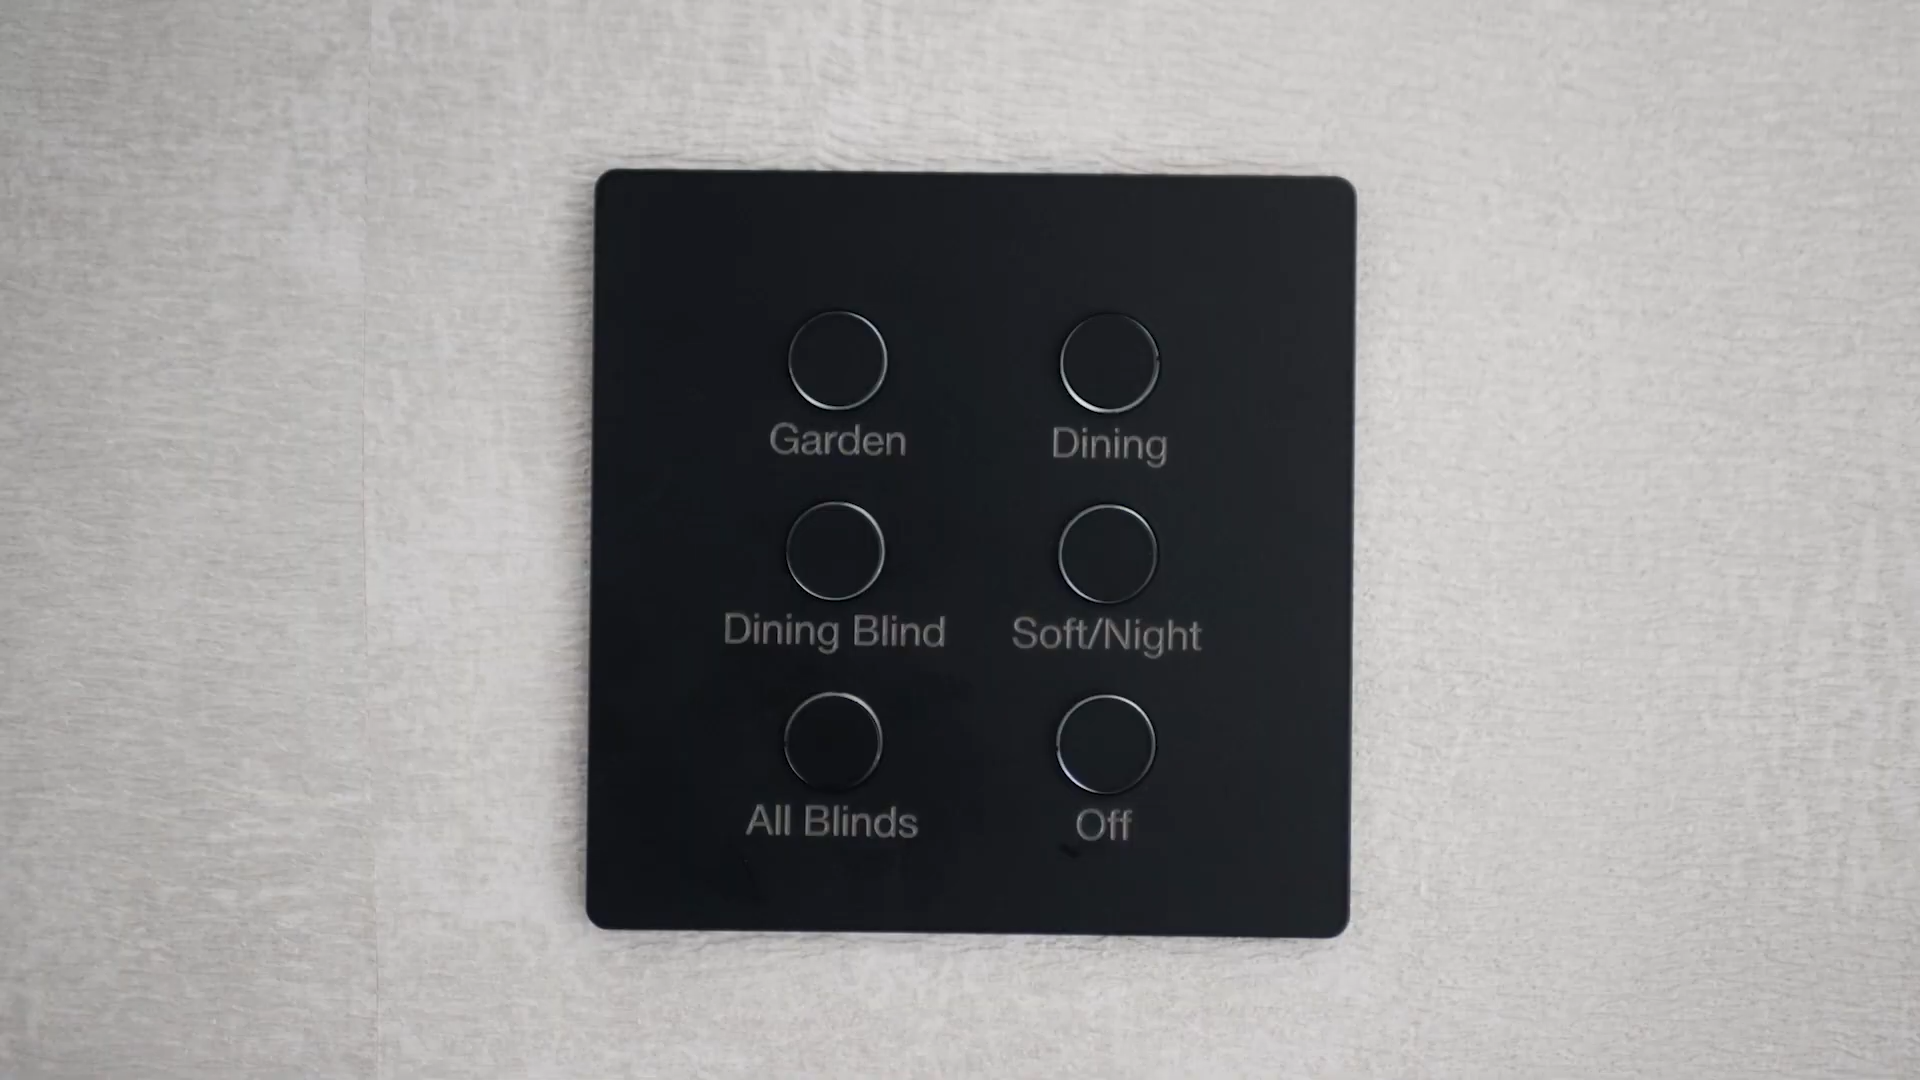 Garden
Dining
Dining Blind
Soft/Night
All Blinds
Off